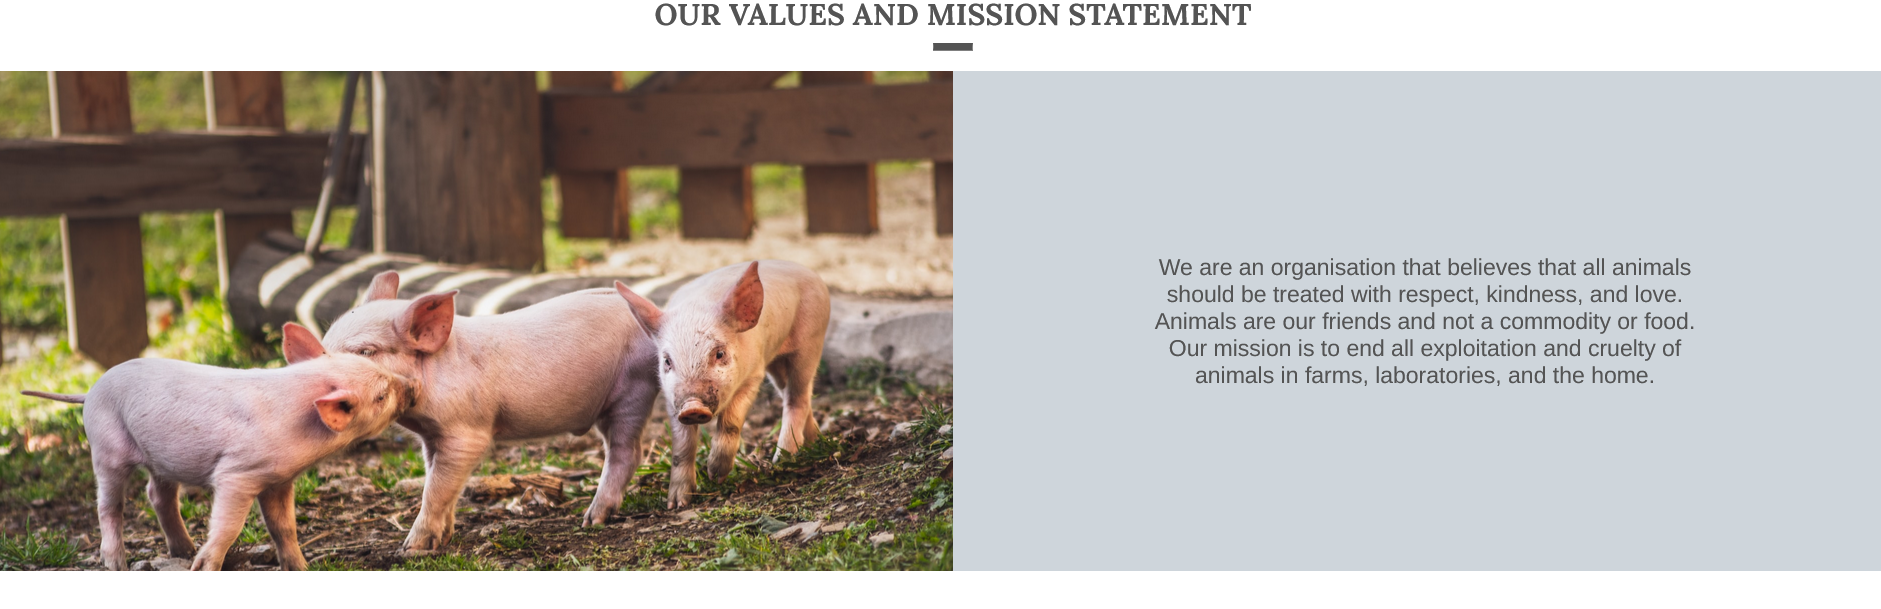 OUR VALUES AND MISSION STATEMENT
We are an organisation that believes that all animals
should be treated with respect, kindness, and love.
Animals are our friends and not a commodity or food.
Our mission is to end all exploitation and cruelty of
animals in farms, laboratories, and the home.